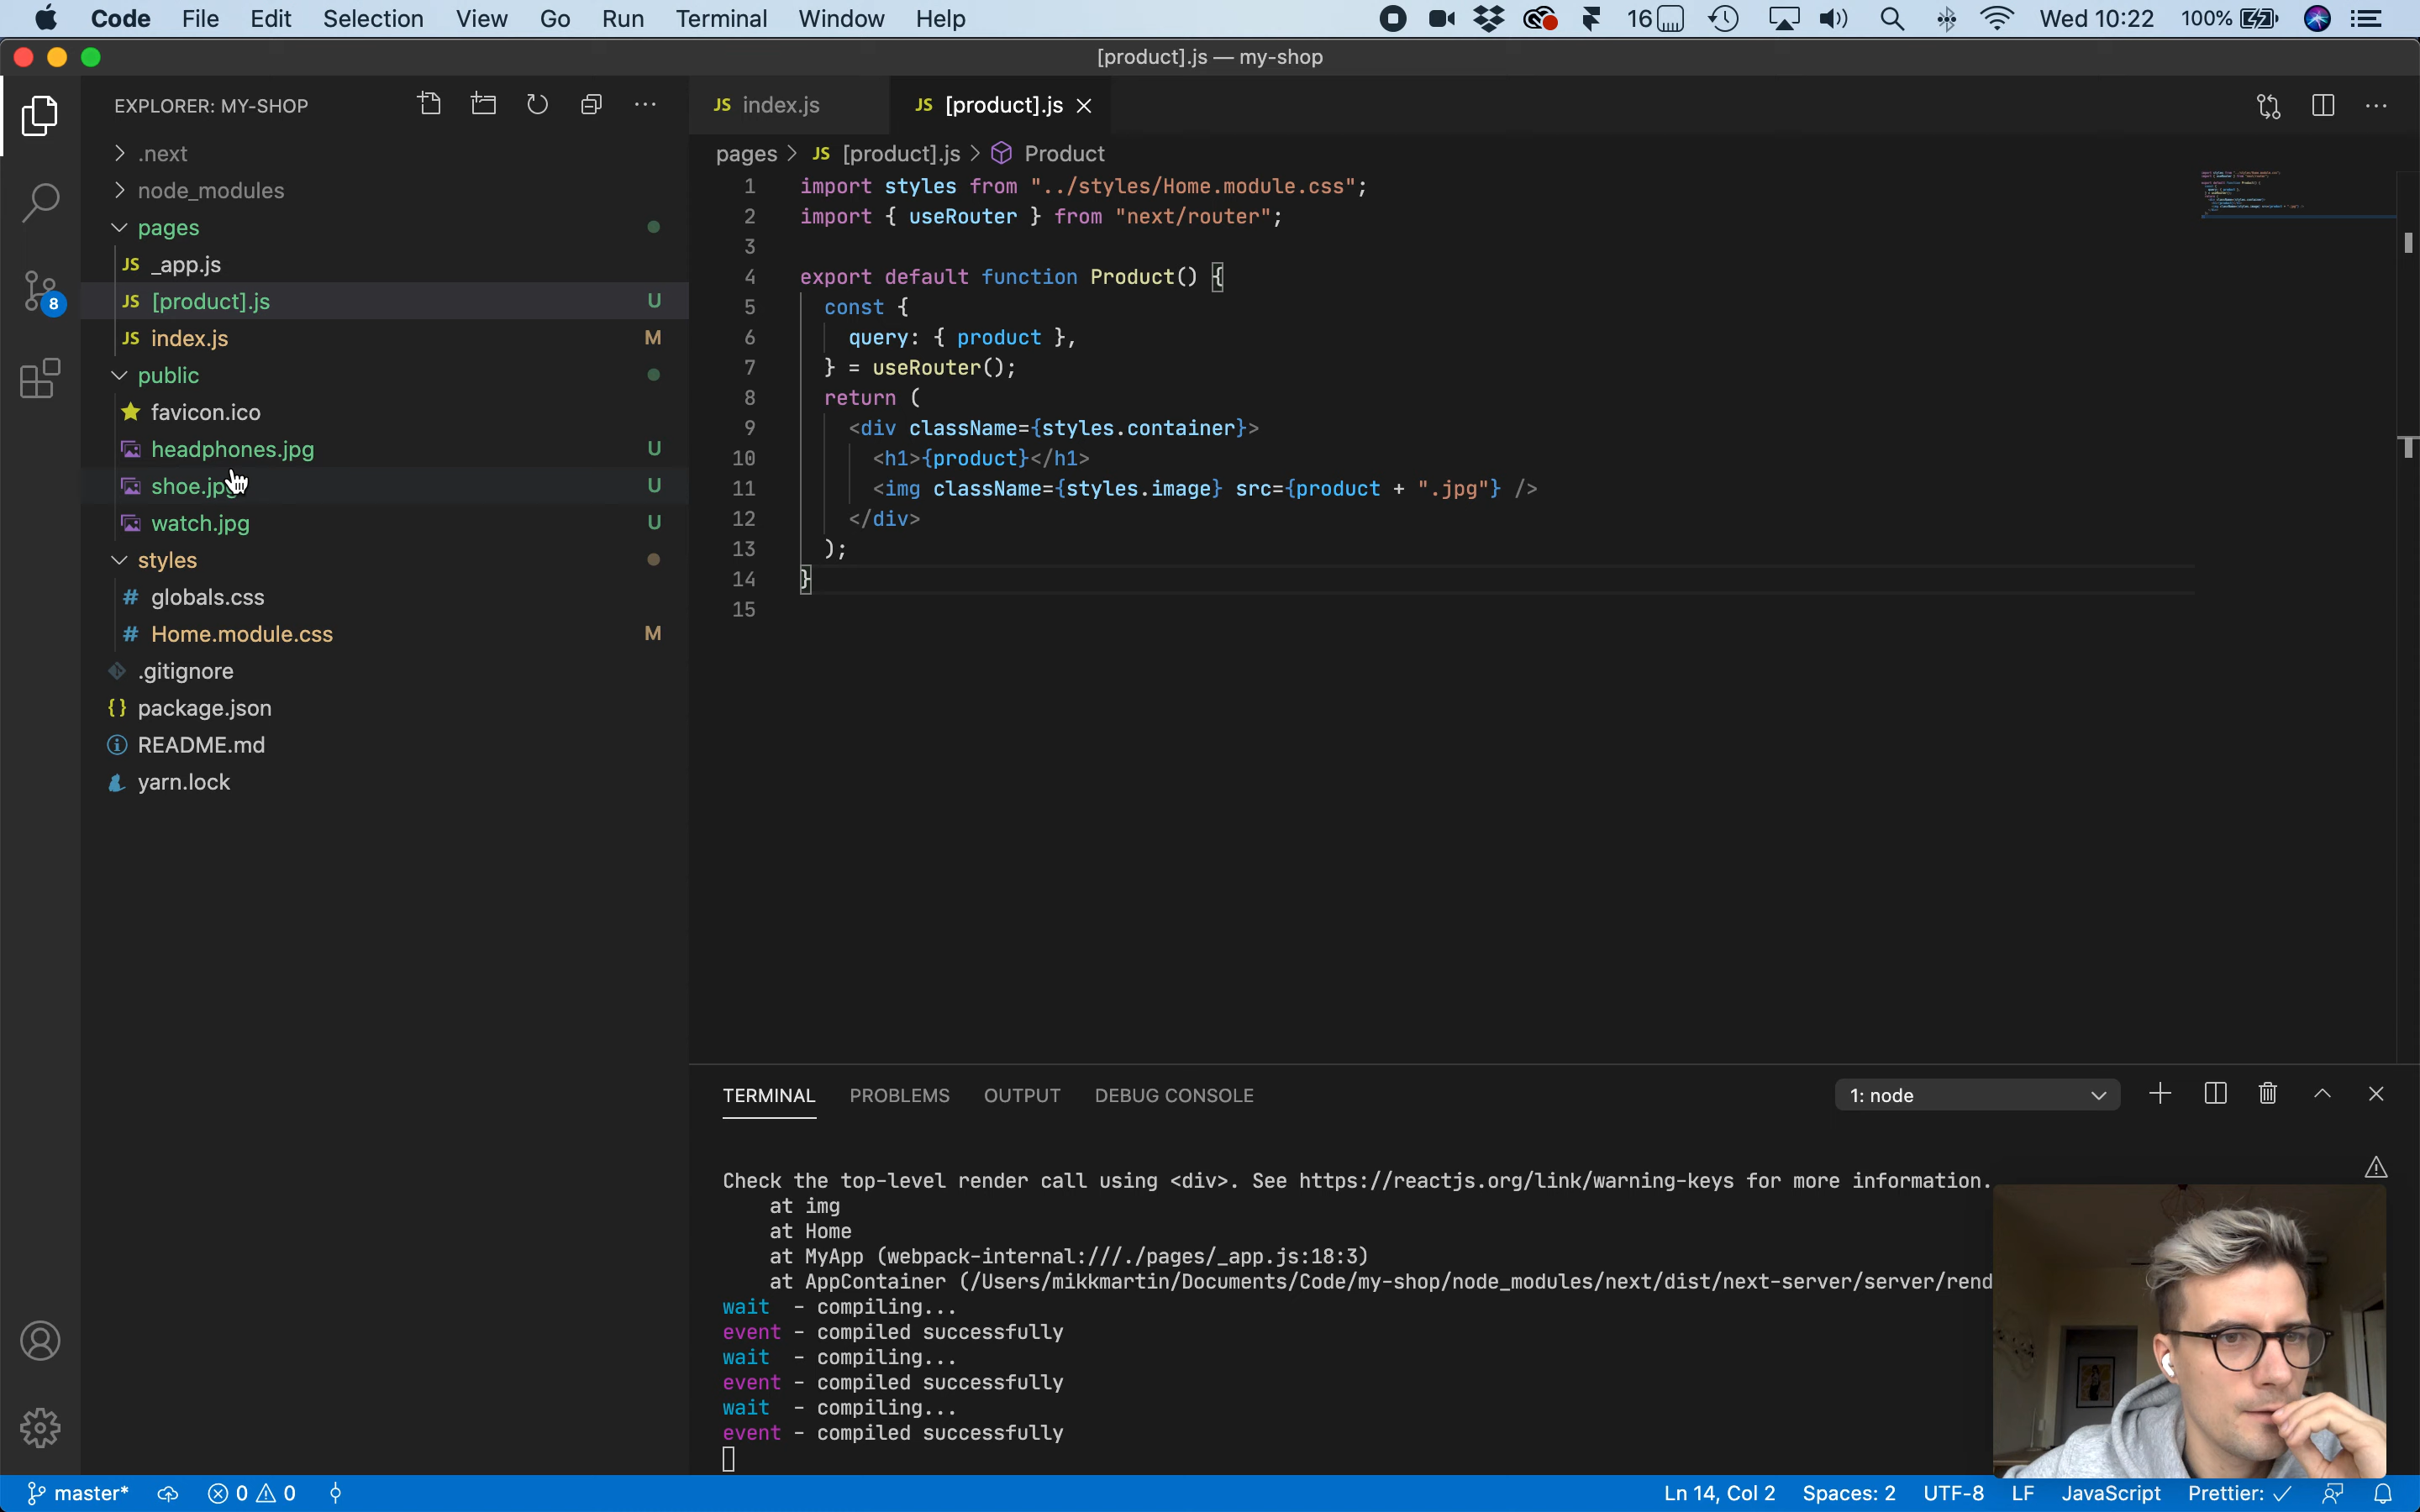 Code File Edit Selection View Go Run Terminal Window Help 16 Wed 10:22 100%
[product].js — my-shop
EXPLORER: MY-SHOP
.next
node_modules
pages
JS _app.js
JS [product].js U
JS index.js M
public
favicon.ico
headphones.jpg U
shoe.jpg U
watch.jpg U
styles
# globals.css
# Home.module.css M
.gitignore
{} package.json
README.md
yarn.lock
8
JS index.js JS [product].js
pages > JS [product].js > Product
1 import styles from "../styles/Home.module.css";
2 import { useRouter } from "next/router";
3
4 export default function Product() {
5 const {
6 query: { product },
7 } = useRouter();
8 return (
9 <div className={styles.container}>
10 <h1>{product}</h1>
11 <img className={styles.image} src={product + ".jpg"} />
12 </div>
13 );
14 }
15
TERMINAL PROBLEMS OUTPUT DEBUG CONSOLE 1: node
Check the top-level render call using <div>. See https://reactjs.org/link/warning-keys for more information.
at img
at Home
at MyApp (webpack-internal:///./pages/_app.js:18:3)
at AppContainer (/Users/mikkmartin/Documents/Code/my-shop/node_modules/next/dist/next-server/server/rend
wait - compiling...
event - compiled successfully
wait - compiling...
event - compiled successfully
wait - compiling...
event - compiled successfully
master* 0 0 Ln 14, Col 2 Spaces: 2 UTF-8 LF JavaScript Prettier: ✓